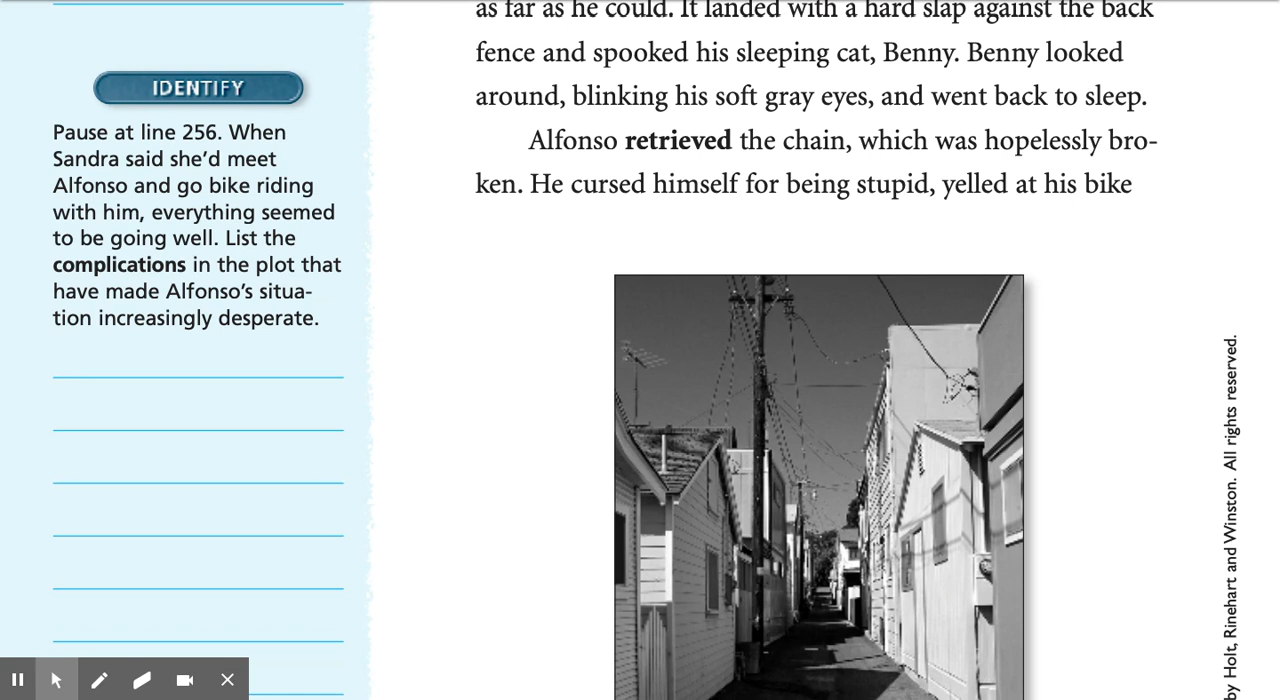 as far as he could. It landed with a hard slap against the back
fence and spooked his sleeping cat, Benny. Benny looked
around, blinking his soft gray eyes, and went back to sleep.
Alfonso retrieved the chain, which was hopelessly bro-
ken. He cursed himself for being stupid, yelled at his bike
IDENTIFY
Pause at line 256. When
Sandra said she’d meet
Alfonso and go bike riding
with him, everything seemed
to be going well. List the
complications in the plot that
have made Alfonso’s situa-
tion increasingly desperate.
by Holt, Rinehart and Winston. All rights reserved.